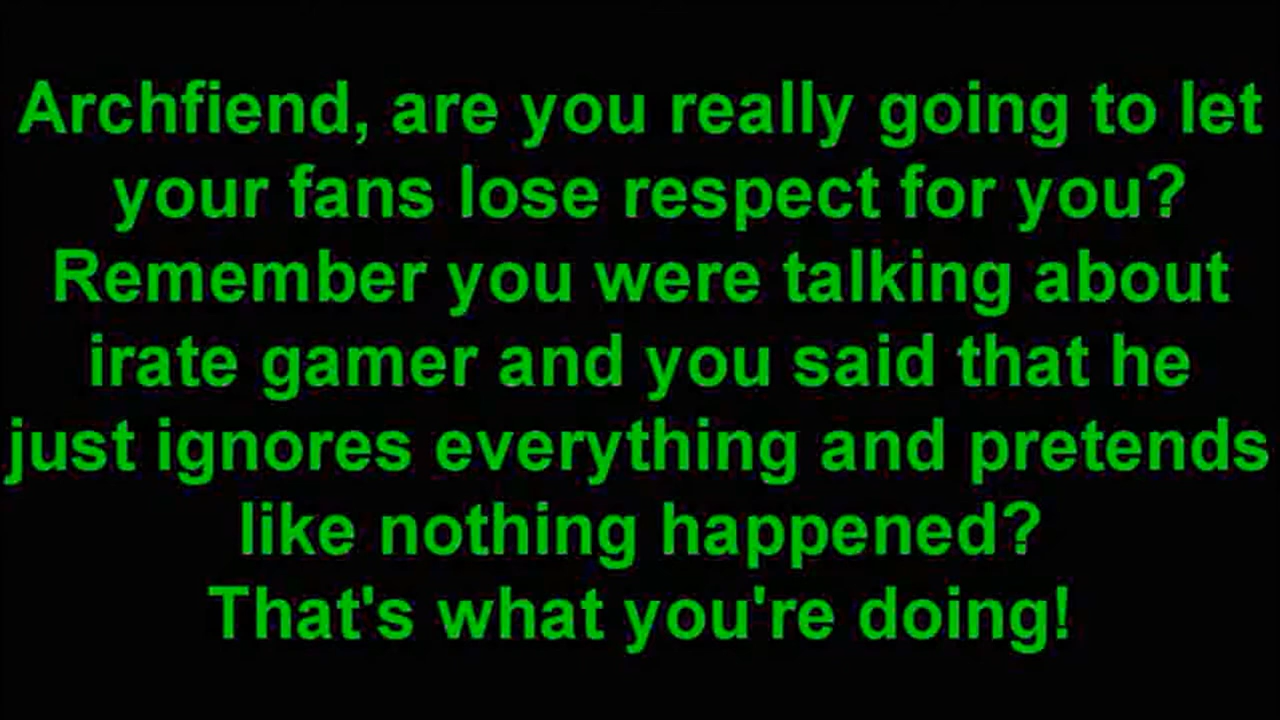 Archfiend, are you really going to let
your fans lose respect for you?
Remember you were talking about
irate gamer and you said that he
just ignores everything and pretends
like nothing happened?
That's what you're doing!